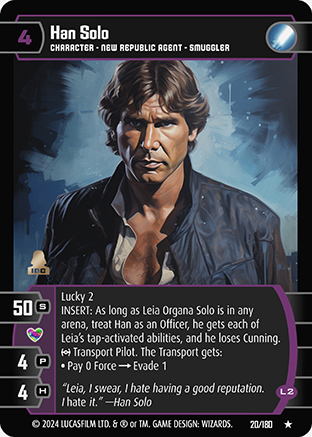 4
Han Solo
CHARACTER • NEW REPUBLIC AGENT • SMUGGLER
50 S
4 P
4 H
Lucky 2
INSERT: As long as Leia Organa Solo is in any
arena, treat Han as an Officer, he gets each of
Leia's tap-activated abilities, and he loses Cunning.
Transport Pilot. The Transport gets:
• Pay 0 Force → Evade 1
"Leia, I swear, I hate having a good reputation.
I hate it." —Han Solo
L2
© 2024 LUCASFILM LTD. & ® or TM. GAME DESIGN: WIZARDS.
20/180 ★